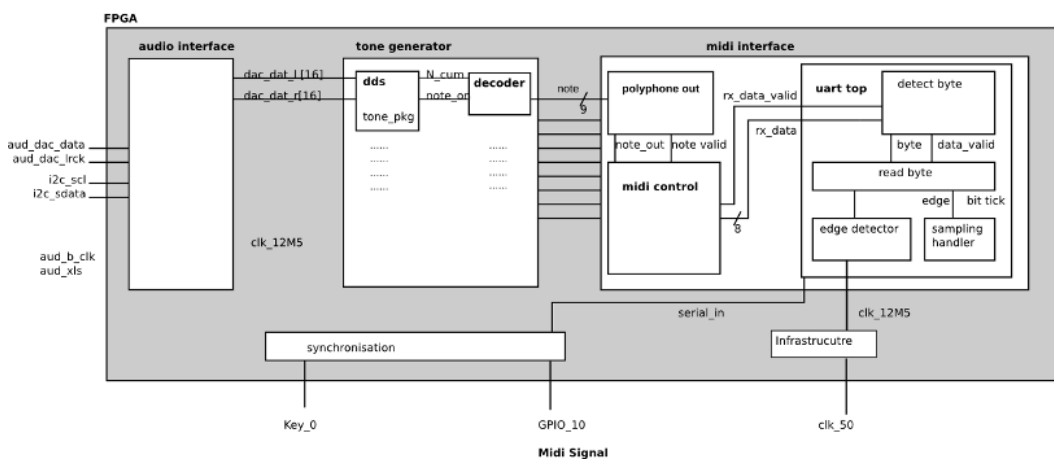 FPGA
audio interface
tone generator
midi interface
dac_dat_l [16]
dac_dat_r[16]
dds
tone_pkg
N_cum
note_on
decoder
note
9
polyphone out
note_out
note valid
midi control
rx_data_valid
rx_data
8
uart top
detect byte
byte
data_valid
read byte
edge
bit tick
edge detector
sampling
handler
......
......
......
......
......
......
......
......
aud_dac_data
aud_dac_lrck
i2c_scl
i2c_sdata
aud_b_clk
aud_xls
clk_12M5
serial_in
clk_12M5
synchronisation
Infrastrucutre
Key_0
GPIO_10
clk_50
Midi Signal